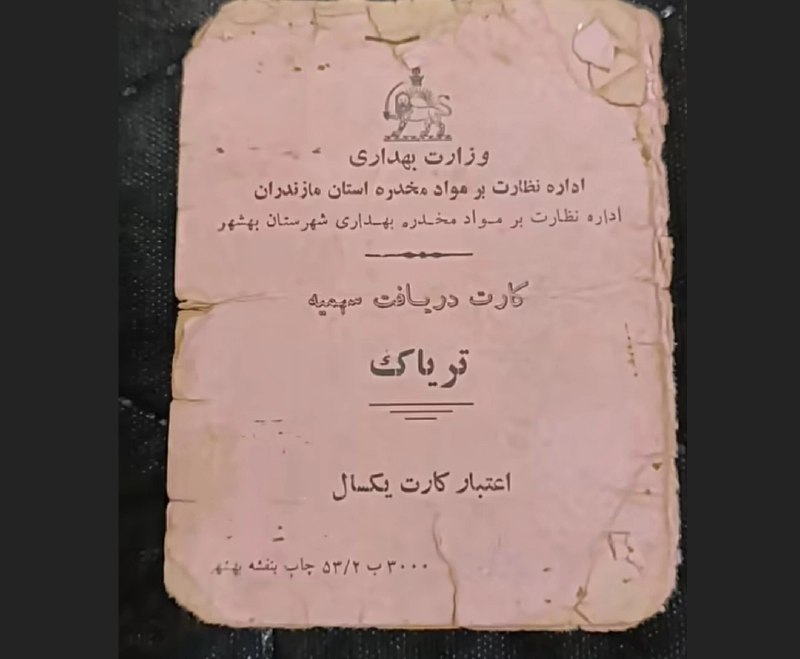 وزارت بهداری
اداره نظارت بر مواد مخدره استان مازندران
اداره نظارت بر مواد مخدره بهداری شهرستان بهشهر
کارت دریافت سهمیه
تریاک
اعتبار کارت یکسال
۳۰۰۰ ب ۵۳/۲ چاپ بنفشه بهشهر